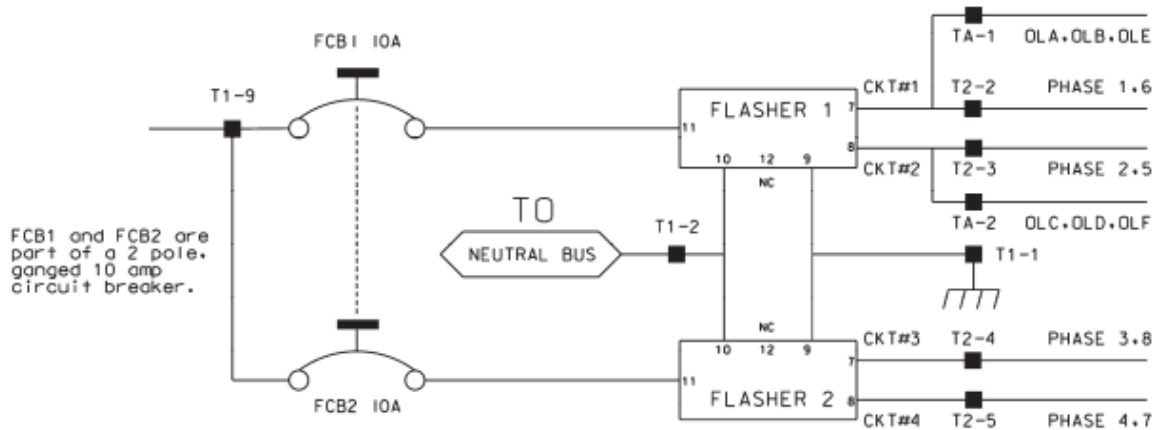 FCB1 10A
T1-9
FCB1 and FCB2 are
part of a 2 pole.
ganged 10 amp
circuit breaker.
FCB2 10A
TO
NEUTRAL BUS
T1-2
11
FLASHER 1
7
8
10 12 9
NC
CKT#1
CKT#2
TA-1 OLA.OLB.OLE
T2-2 PHASE 1.6
T2-3 PHASE 2.5
TA-2 OLC.OLD.OLF
T1-1
NC
10 12 9
11
FLASHER 2
7
8
CKT#3 T2-4 PHASE 3.8
CKT#4 T2-5 PHASE 4.7